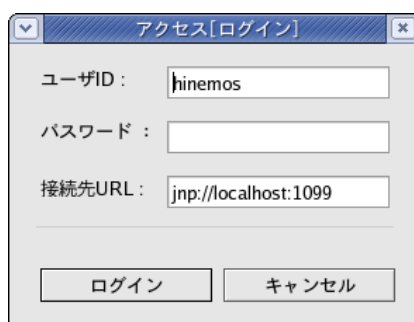 アクセス[ログイン]
ユーザID : hinemos
パスワード :
接続先URL : jnp://localhost:1099
ログイン キャンセル